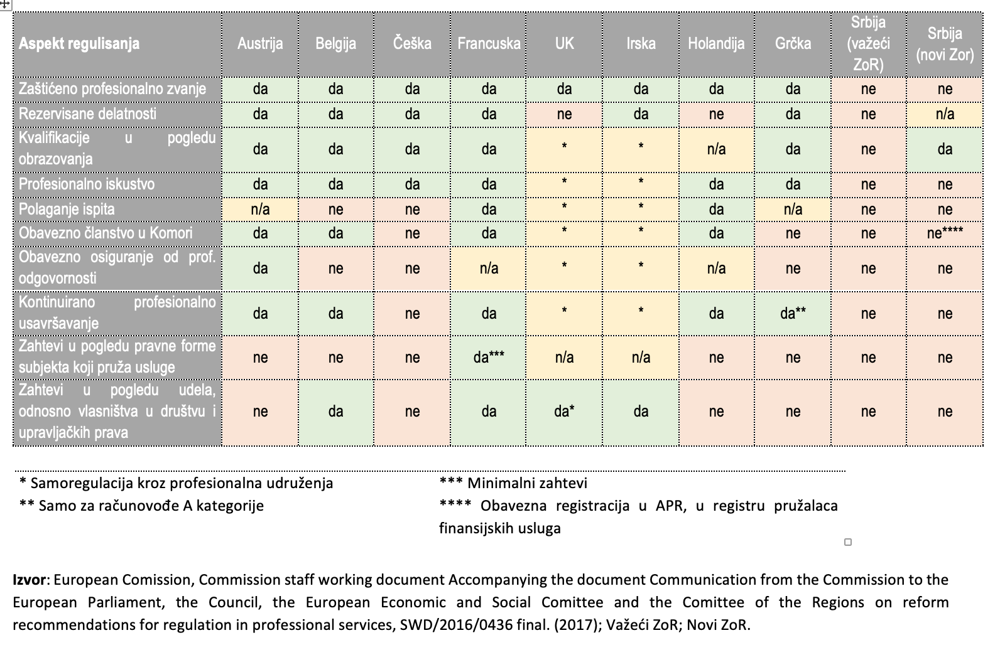 Aspekt regulisanja Austrija Belgija Češka Francuska UK Irska Holandija Grčka Srbija (važeći ZoR) Srbija (novi Zor)
Zaštićeno profesionalno zvanje da da da da da da da da ne ne
Rezervisane delatnosti da da da da ne da ne da ne n/a
Kvalifikacije u pogledu obrazovanja da da da da * * n/a da ne da
Profesionalno iskustvo da da da da * * da da ne ne
Polaganje ispita n/a ne ne da * * da n/a ne ne
Obavezno članstvo u Komori da da ne da * * da ne ne ne****
Obavezno osiguranje od prof. odgovornosti da ne ne n/a * * n/a ne ne ne
Kontinuirano profesionalno usavršavanje da da ne da * * da da** ne ne
Zahtevi u pogledu pravne forme subjekta koji pruža usluge ne ne ne da*** n/a n/a ne ne ne ne
Zahtevi u pogledu udela, odnosno vlasništva u društvu i upravljačkih prava ne da ne da da* da ne ne ne ne
* Samoregulacija kroz profesionalna udruženja
** Samo za računovođe A kategorije
*** Minimalni zahtevi
**** Obavezna registracija u APR, u registru pružalaca
finansijskih usluga
Izvor: European Comission, Commission staff working document Accompanying the document Communication from the Commission to the
European Parliament, the Council, the European Economic and Social Comittee and the Comittee of the Regions on reform
recommendations for regulation in professional services, SWD/2016/0436 final. (2017); Važeći ZoR; Novi ZoR.